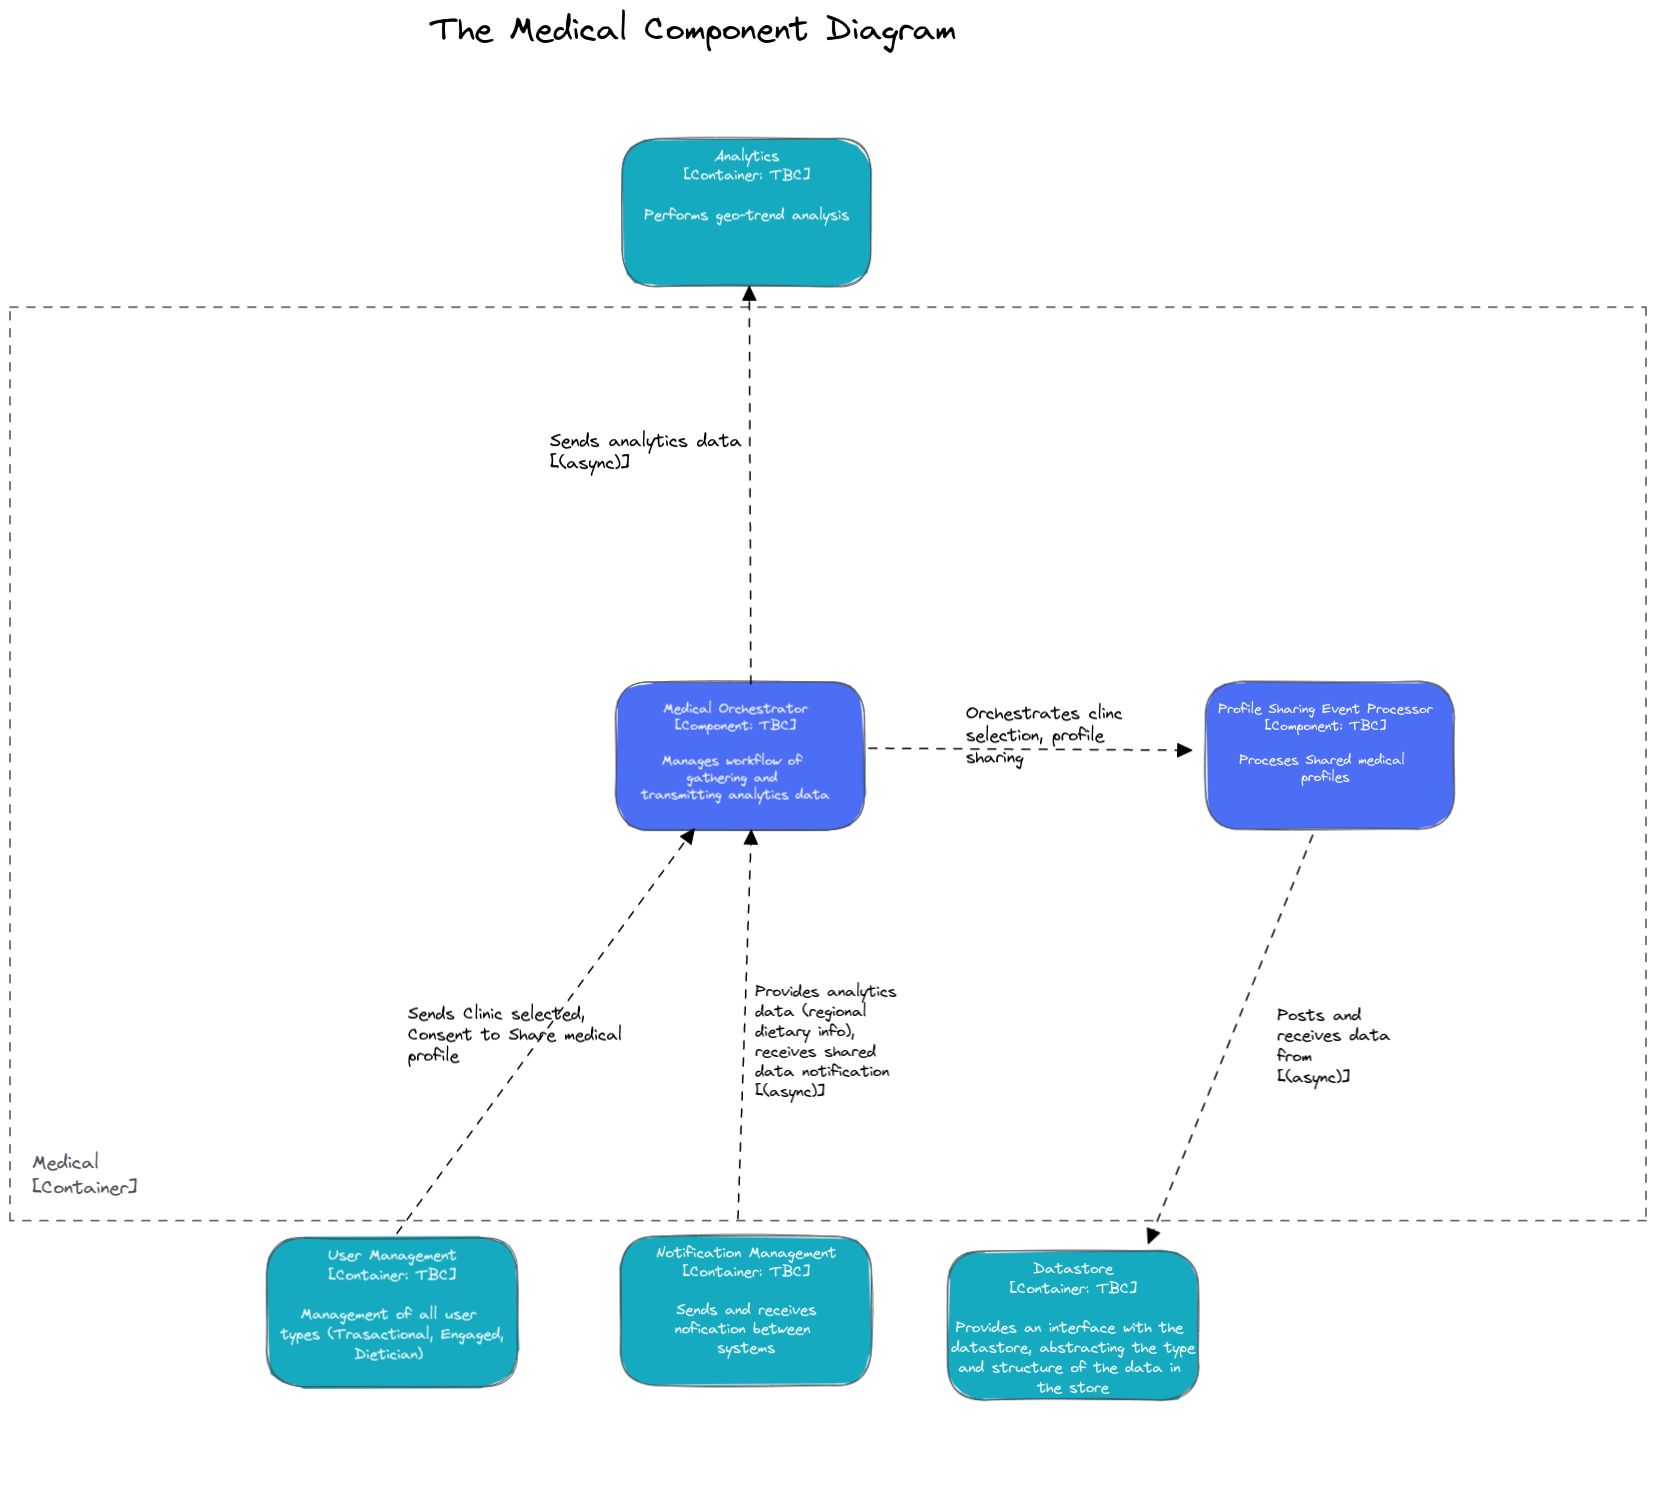 The Medical Component Diagram
Analytics
[Container: TBC]
Performs geo-trend analysis
Sends analytics data
[(async)]
Medical Orchestrator
[Component: TBC]
Manages workflow of
gathering and
transmitting analytics data
Orchestrates clinc
selection, profile
sharing
Profile Sharing Event Processor
[Component: TBC]
Proceses Shared medical
profiles
Sends Clinic selected,
Consent to Share medical
profile
Provides analytics
data (regional
dietary info),
receives shared
data notification
[(async)]
Posts and
receives data
from
[(async)]
Medical
[Container]
User Management
[Container: TBC]
Management of all user
types (Trasactional, Engaged,
Dietician)
Notification Management
[Container: TBC]
Sends and receives
nofication between
systems
Datastore
[Container: TBC]
Provides an interface with the
datastore, abstracting the type
and structure of the data in
the store